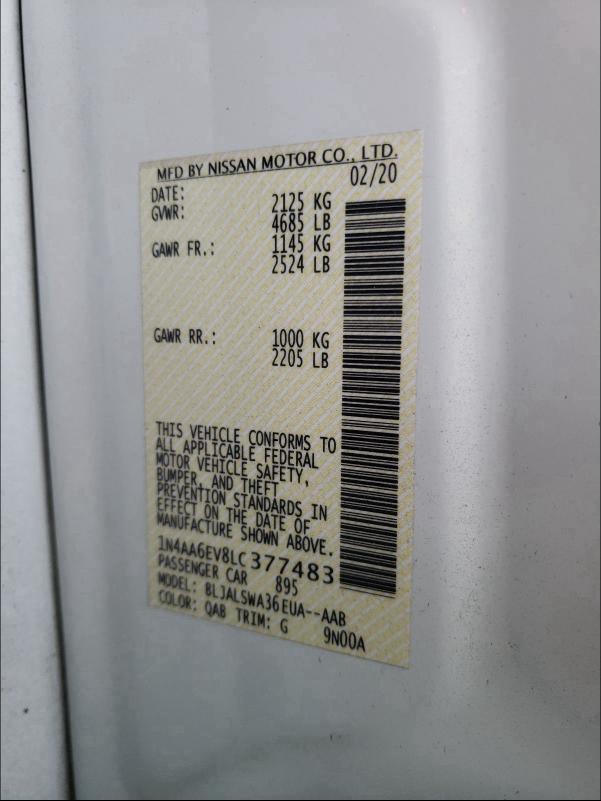 MFD BY NISSAN MOTOR CO., LTD.
DATE: 02/20
GVWR: 2125 KG
4685 LB
GAWR FR.: 1145 KG
2524 LB
GAWR RR.: 1000 KG
2205 LB
THIS VEHICLE CONFORMS TO
ALL APPLICABLE FEDERAL
MOTOR VEHICLE SAFETY,
BUMPER, AND THEFT
PREVENTION STANDARDS IN
EFFECT ON THE DATE OF
MANUFACTURE SHOWN ABOVE.
1N4AA6EV8LC377483
PASSENGER CAR 895
MODEL: BLJALSWA36EUA--AAB
COLOR: QAB TRIM: G 9N00A